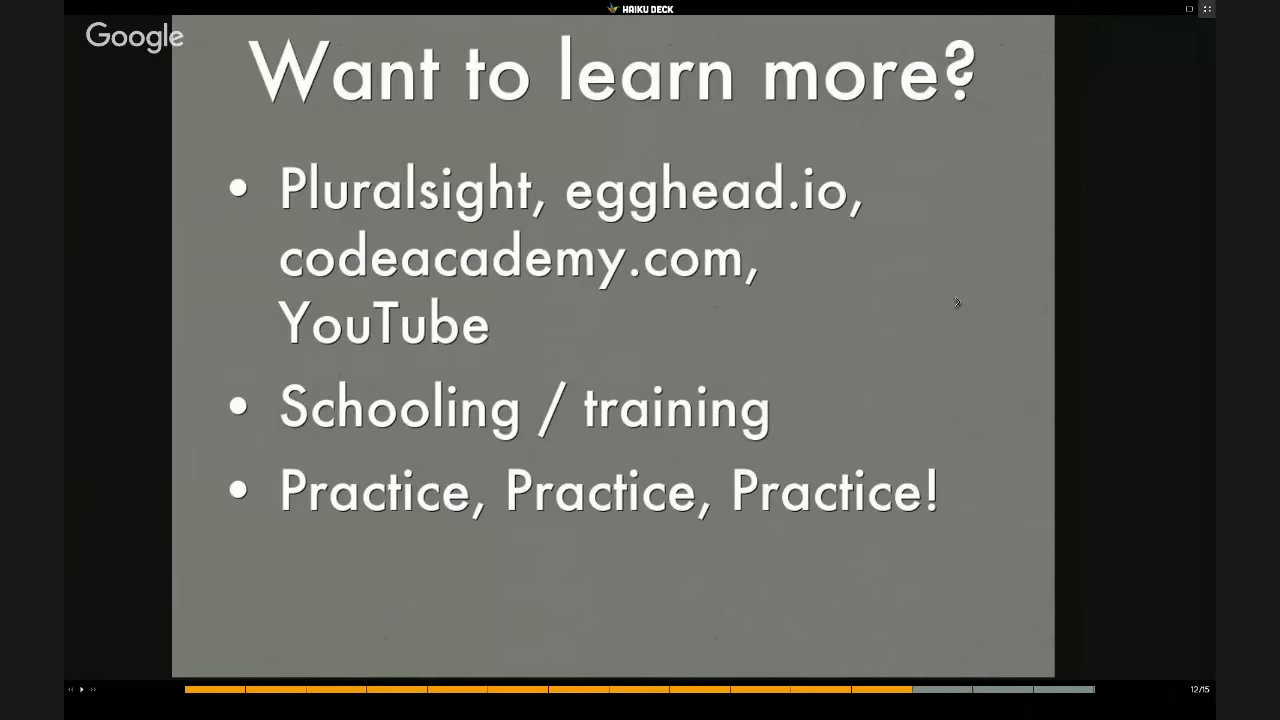 HAIKU DECK
Google
Want to learn more?
• Pluralsight, egghead.io,
codeacademy.com,
YouTube
• Schooling / training
• Practice, Practice, Practice!
12/15